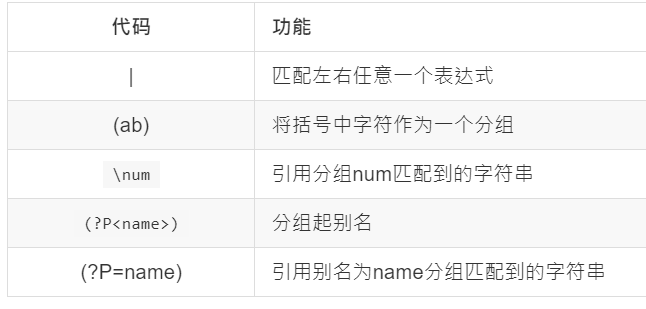 代码 功能
| 匹配左右任意一个表达式
(ab) 将括号中字符作为一个分组
\num 引用分组num匹配到的字符串
(?P<name>) 分组起别名
(?P=name) 引用别名为name分组匹配到的字符串